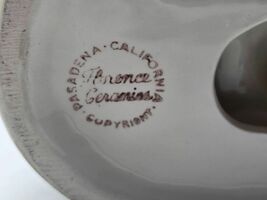 PASADENA · CALIFORNIA
Florence
Ceramics
· COPYRIGHT ·